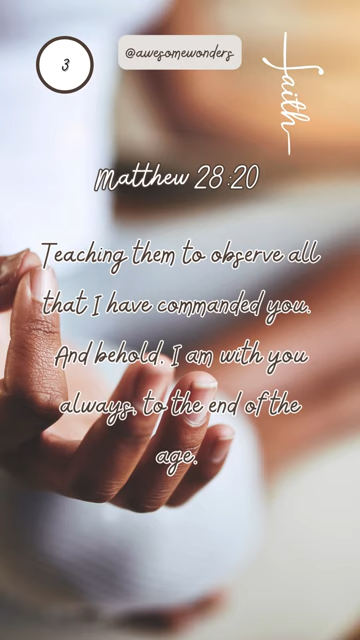 3
@awesomewonders
faith
Matthew 28:20
Teaching them to observe all
that I have commanded you.
And behold, I am with you
always, to the end of the
age.